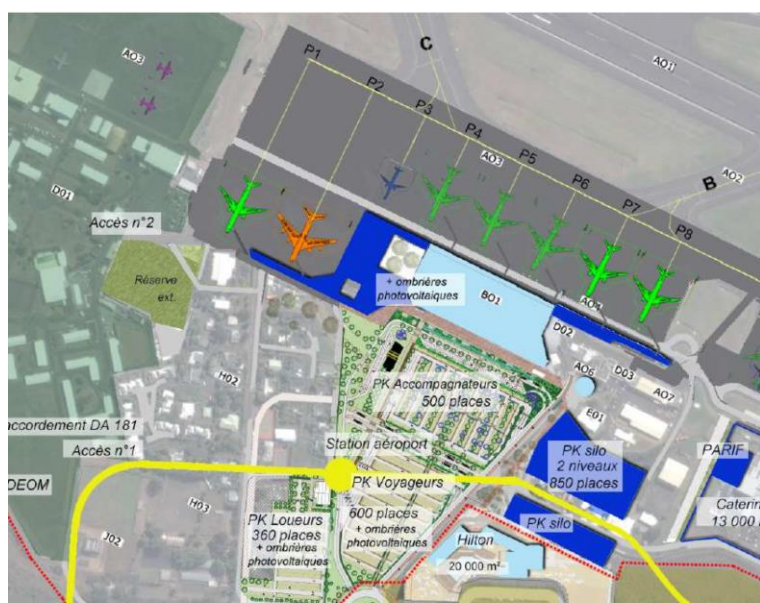 C
AO1
P1
AO3
P2
P3
P4
AO3
P5
P6
P7
B
AO2
P8
D01
Accès n°2
Réserve
ext.
+ ombrières
photovoltaïques
BO1
AO4
D02
D03
AO6
AO7
E01
H02
PK Accompagnateurs
500 places
accordement DA 181
Accès n°1
Station aéroport
PK silo
2 niveaux
850 places
PARIF
DEOM
H03
J02
PK Voyageurs
600 places
+ ombrières
photovoltaïques
PK Loueurs
360 places
+ ombrières
photovoltaïques
PK silo
Hilton
20 000 m²
Caterin
13 000